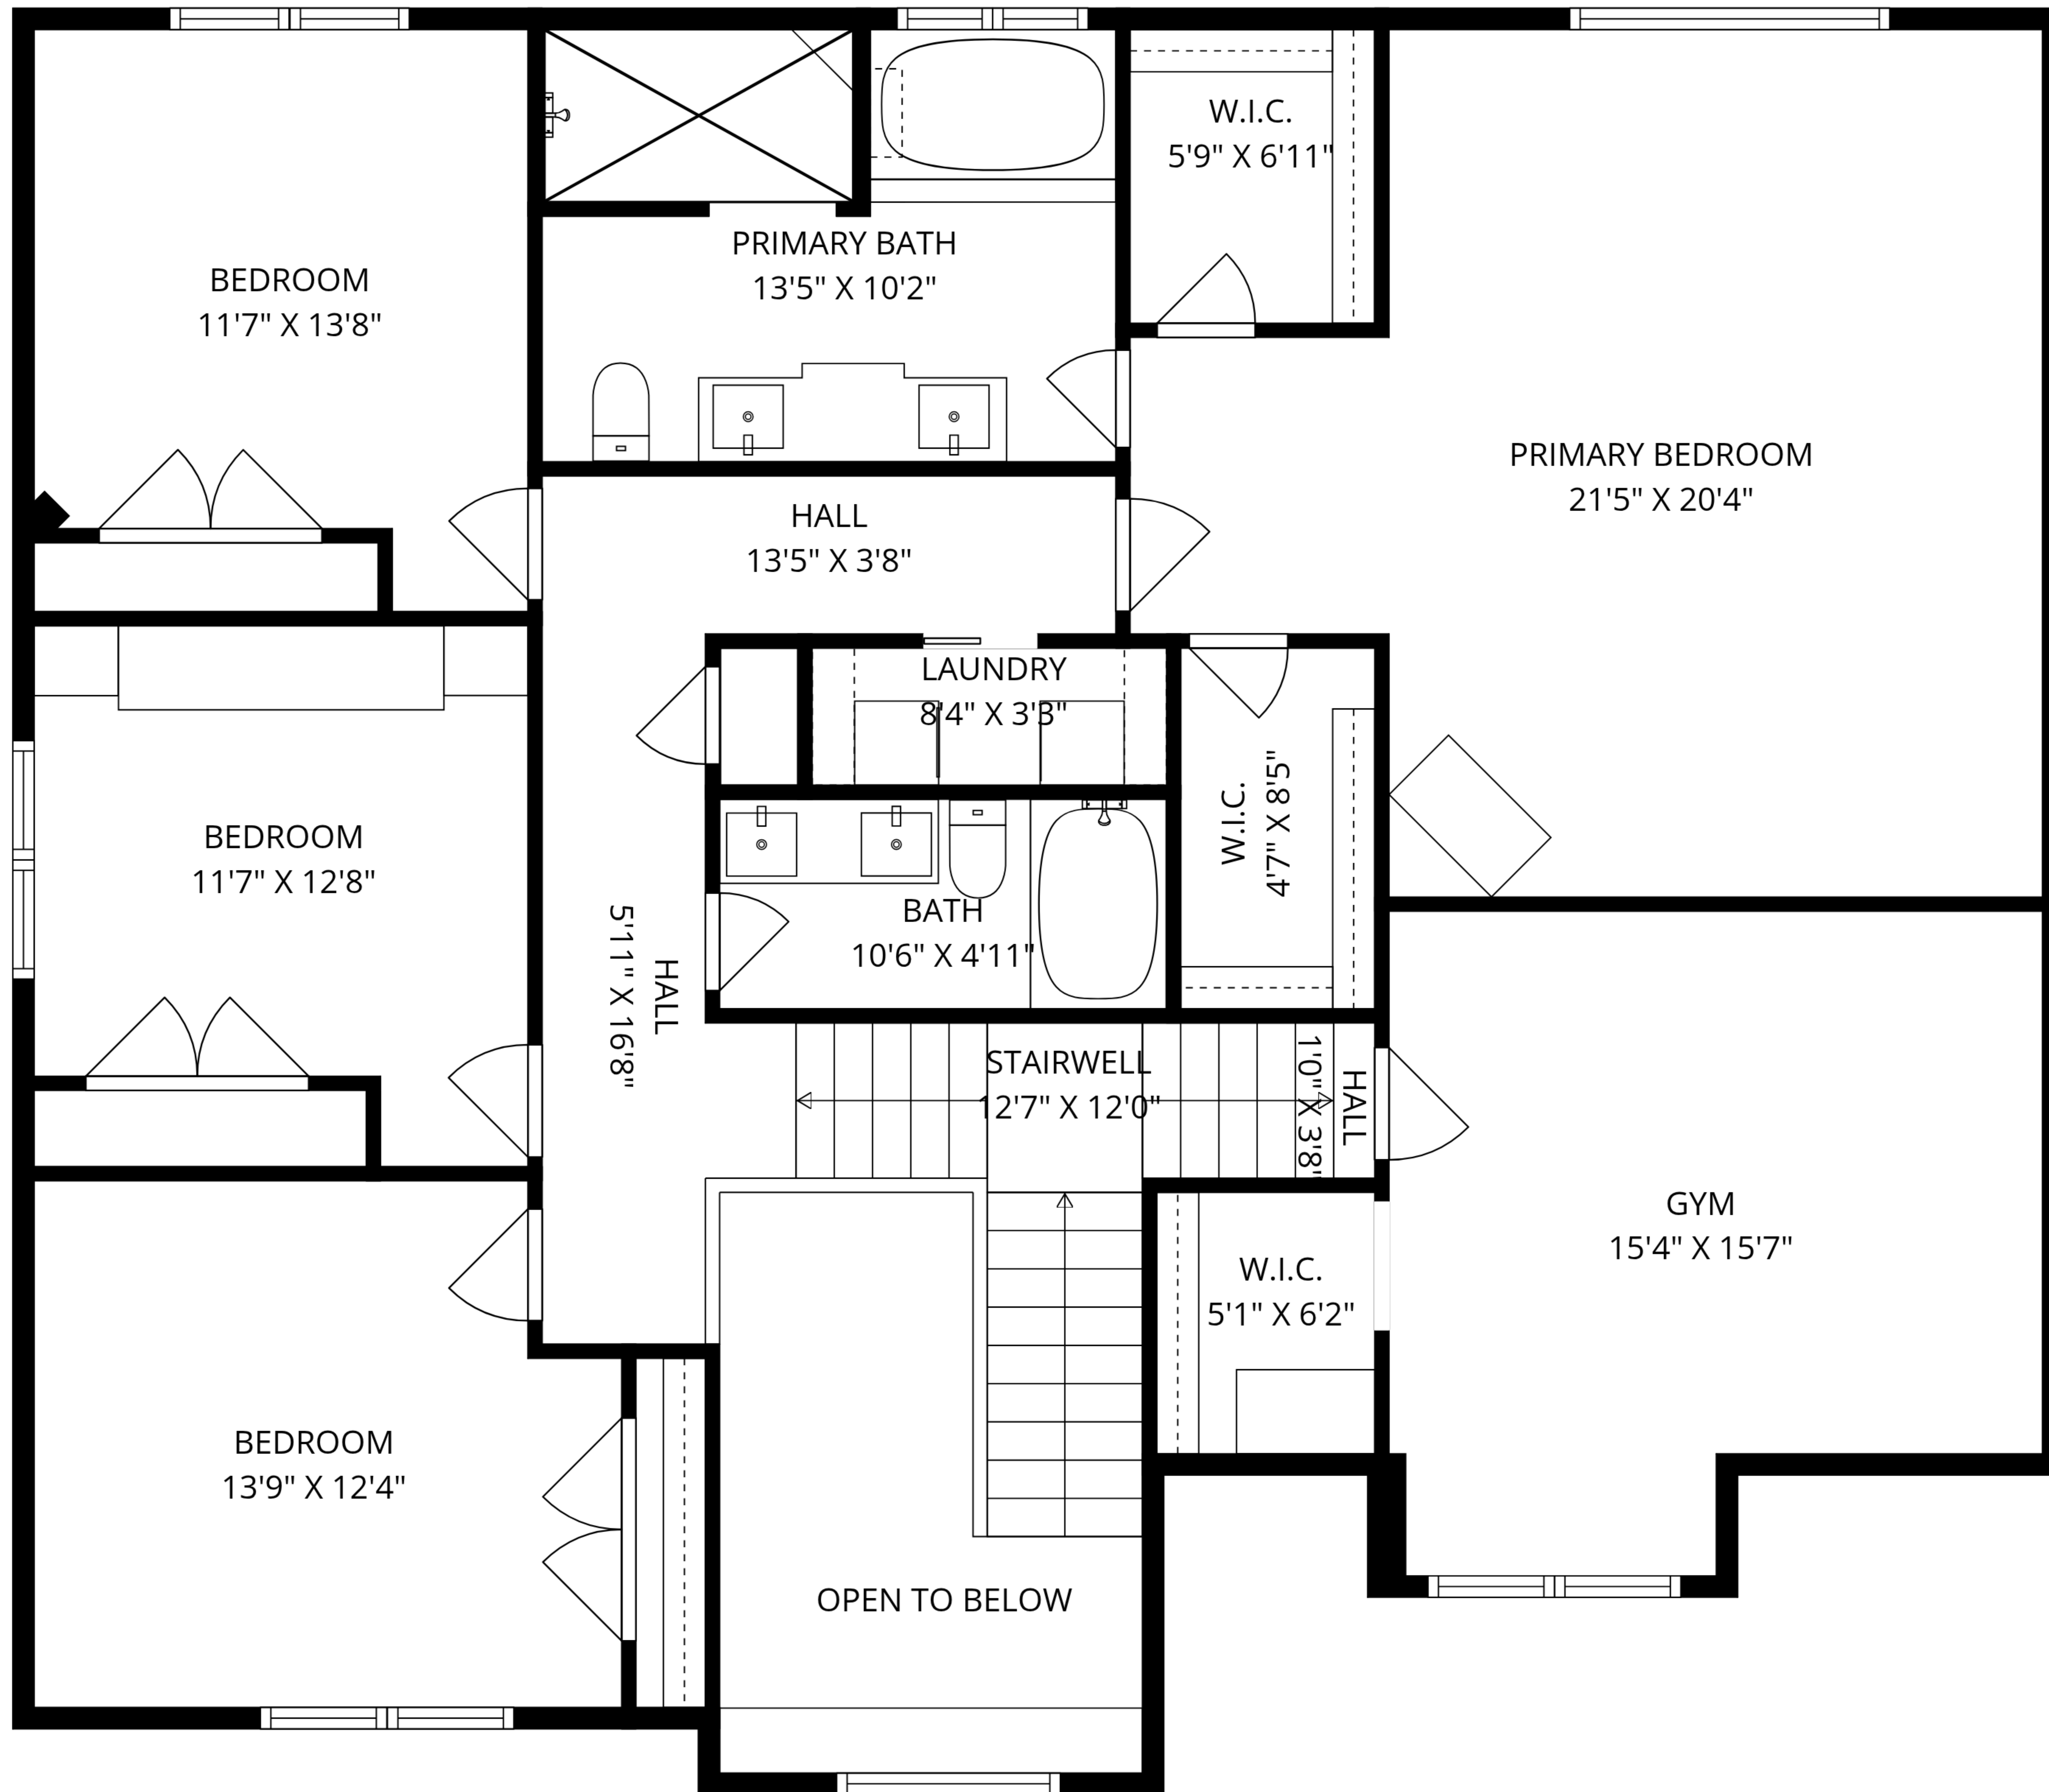 W.I.C.
5'9" X 6'11"
PRIMARY BATH
13'5" X 10'2"
BEDROOM
11'7" X 13'8"
PRIMARY BEDROOM
21'5" X 20'4"
HALL
13'5" X 3'8"
LAUNDRY
8'4" X 3'3"
W.I.C.
4'7" X 8'5"
BEDROOM
11'7" X 12'8"
BATH
10'6" X 4'11"
HALL
5'11" X 16'8"
STAIRWELL
12'7" X 12'0"
HALL
1'0" X 3'8"
GYM
15'4" X 15'7"
W.I.C.
5'1" X 6'2"
BEDROOM
13'9" X 12'4"
OPEN TO BELOW